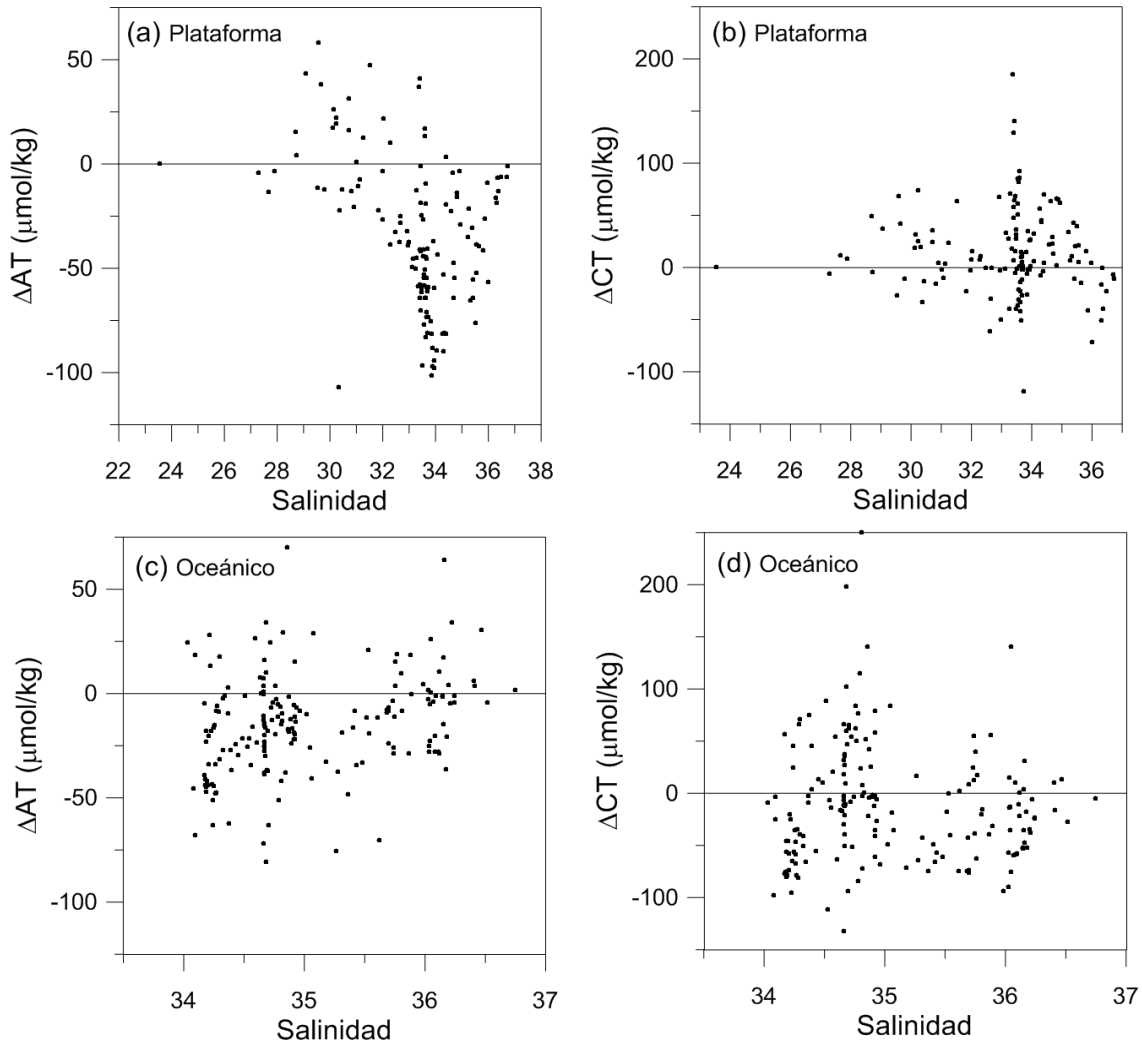 (a) Plataforma
50
0
-50
-100
ΔAT (μmol/kg)
22 24 26 28 30 32 34 36 38
Salinidad
(b) Plataforma
200
100
0
-100
ΔCT (μmol/kg)
24 26 28 30 32 34 36
Salinidad
(c) Oceánico
50
0
-50
-100
ΔAT (μmol/kg)
34 35 36 37
Salinidad
(d) Oceánico
200
100
0
-100
ΔCT (μmol/kg)
34 35 36 37
Salinidad